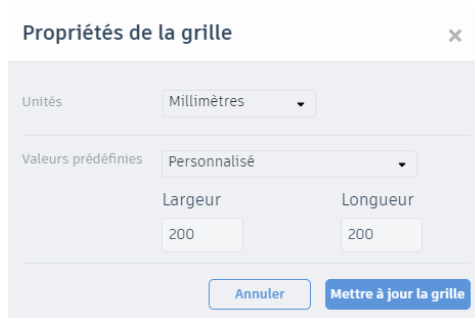 Propriétés de la grille
Unités Millimètres
Valeurs prédéfinies Personnalisé
Largeur Longueur
200 200
Annuler Mettre à jour la grille